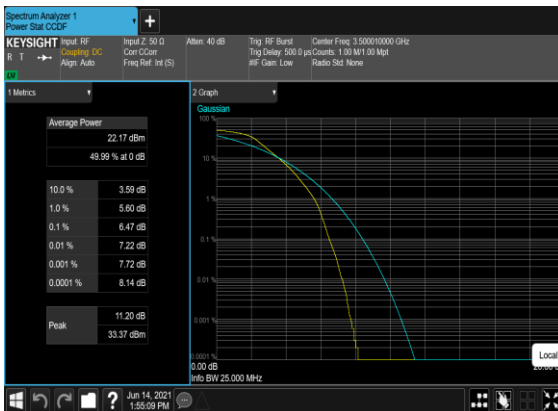 Spectrum Analyzer 1
Power Stat CCDF
+
KEYSIGHT
R T
LV
Input: RF
Coupling: DC
Align: Auto
Input Z: 50 Ω
Corr CCorr
Freq Ref: Int (S)
Atten: 40 dB
Trig: RF Burst
Trig Delay: 500.0 µs
#IF Gain: Low
Center Freq: 3.500010000 GHz
Counts: 1.00 M/1.00 Mpt
Radio Std: None
1 Metrics
Average Power
22.17 dBm
49.99 % at 0 dB
10.0 % 3.59 dB
1.0 % 5.60 dB
0.1 % 6.47 dB
0.01 % 7.22 dB
0.001 % 7.72 dB
0.0001 % 8.14 dB
Peak
11.20 dB
33.37 dBm
2 Graph
Gaussian
100 %
10 %
1 %
0.1 %
0.01 %
0.001 %
0.0001 %
0.00 dB
Info BW 25.000 MHz
Local
?
Jun 14, 2021
1:55:09 PM